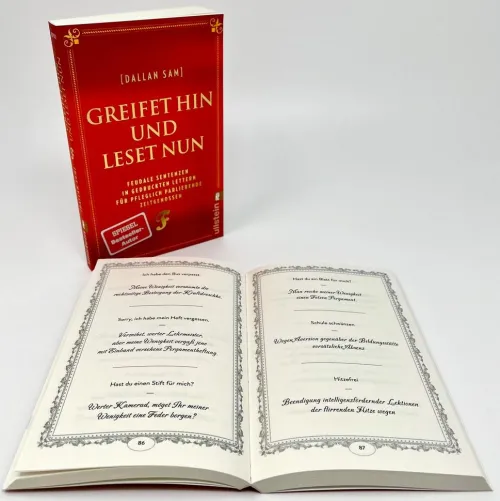 [DALLAN SAM]
GREIFET HIN
UND
LESET NUN
FEUDALE SENTENZEN
IN GEDRUCKTEN LETTERN
FÜR PFLEGLICH PARLIERENDE
ZEITGENOSSEN
F
SPIEGEL
Bestseller-
Autor
ullstein
Ich habe den Bus verpasst.
Meine Wenigkeit versäumte die
rechtzeitige Besteigung der Kraftdroschke.
Sorry, ich habe mein Heft vergessen.
Verzeihet, werter Lehrmeister,
aber meine Wenigkeit vergaß jene
mit Einband versehene Pergamentheftung.
Hast du einen Stift für mich?
Werter Kamerad, möget Ihr meiner
Wenigkeit eine Feder borgen?
86
Hast du ein Blatt für mich?
Man reiche meiner Wenigkeit
einen Fetzen Pergament.
Schule schwänzen
Wegen Aversion gegenüber der Bildungsstätte
vorsätzliche Absenz
Hitzefrei
Beendigung intelligenzfördernder Lektionen
der flirrenden Hitze wegen
87